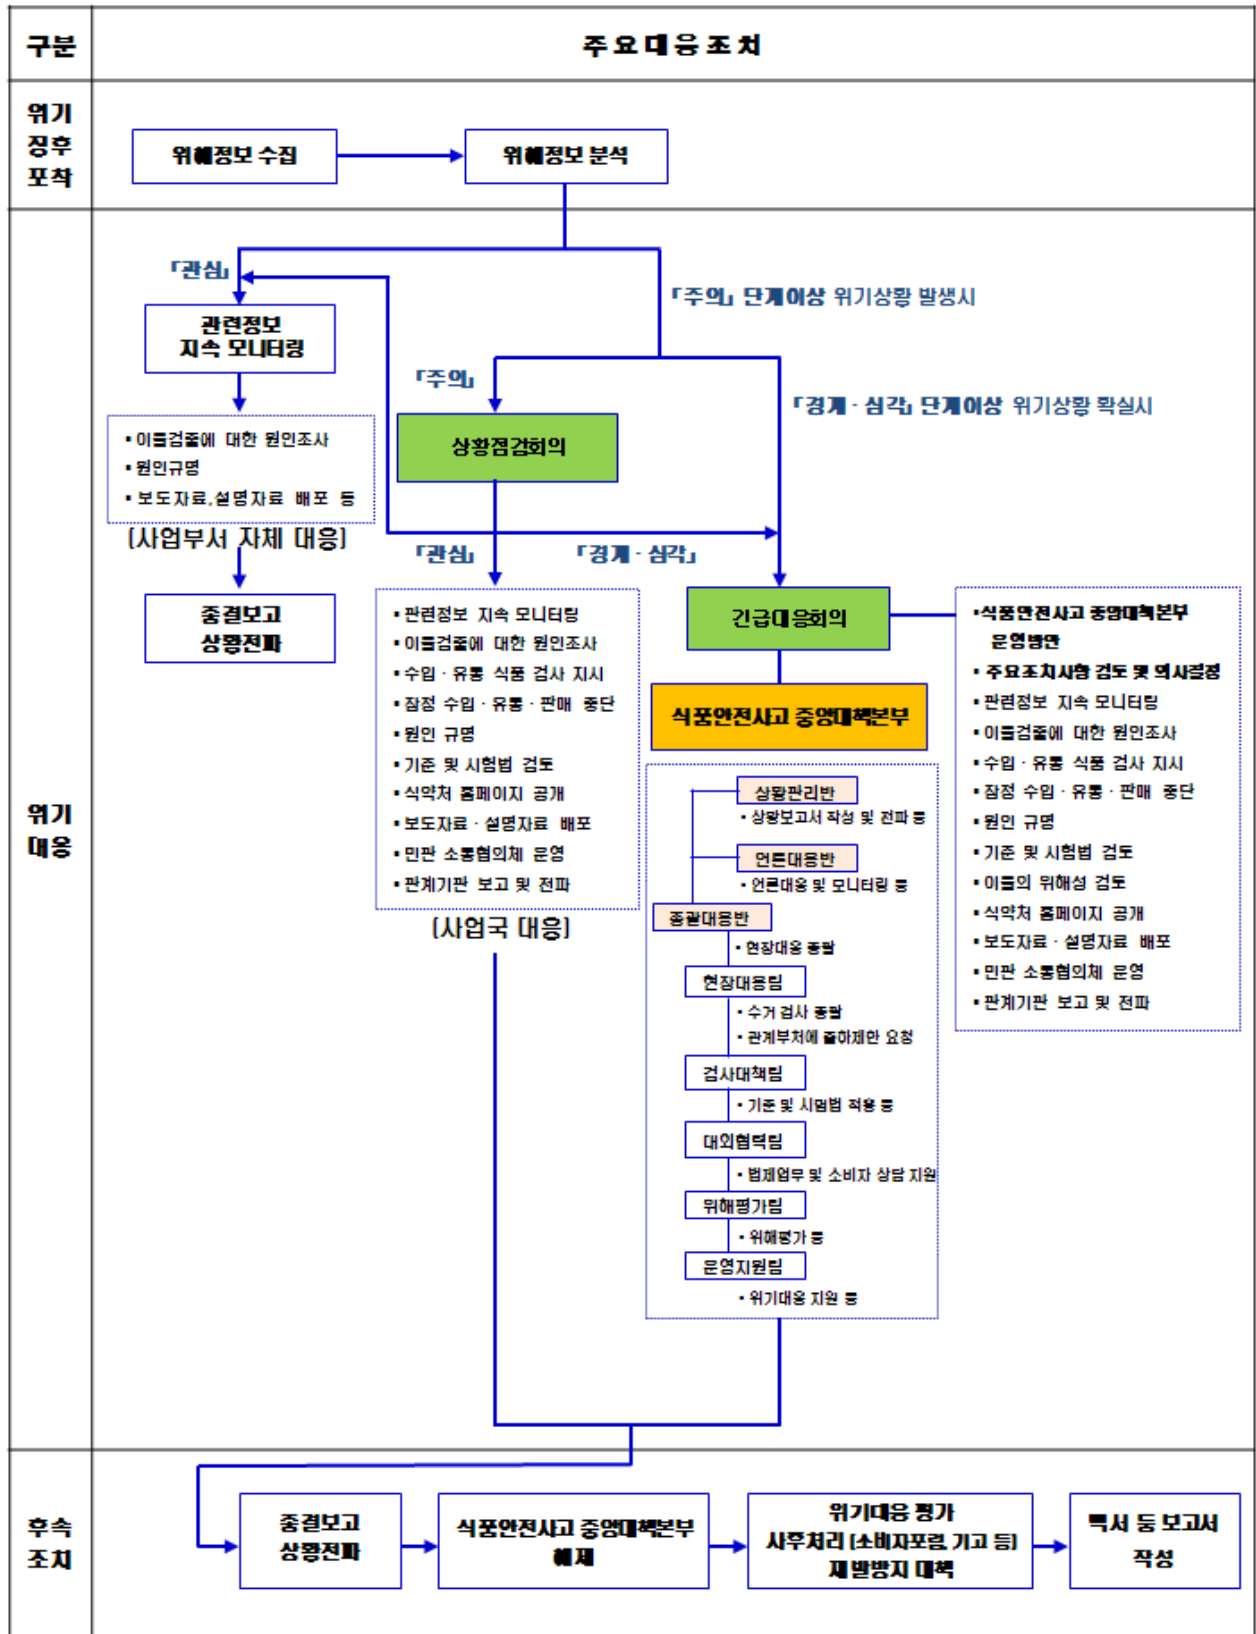 구분
주요대응조치
위기
징후
포착
위해정보 수집
위해정보 분석
「관심」
「주의」 단계이상 위기상황 발생시
관련정보
지속 모니터링
「주의」
「경계·심각」 단계이상 위기상황 확실시
▪이물검출에 대한 원인조사
▪원인규명
▪보도자료,설명자료 배포 등
[사업부서 자체 대응]
상황점검회의
「관심」
「경계·심각」
종결보고
상황전파
위기
대응
▪관련정보 지속 모니터링
▪이물검출에 대한 원인조사
▪수입·유통 식품 검사 지시
▪잠정 수입·유통·판매 중단
▪원인 규명
▪기준 및 시험법 검토
▪식약처 홈페이지 공개
▪보도자료·설명자료 배포
▪민관 소통협의체 운영
▪관계기관 보고 및 전파
[사업국 대응]
긴급대응회의
식품안전사고 중앙대책본부
상황관리반
▪상황보고서 작성 및 전파 등
언론대응반
▪언론대응 및 모니터링 등
총괄대응반
▪현장대응 총괄
현장대응팀
▪수거 검사 총괄
▪관계부처에 출하제한 요청
검사대책팀
▪기준 및 시험법 적용 등
대외협력팀
▪법제업무 및 소비자 상담 지원
위해평가팀
▪위해평가 등
운영지원팀
▪위기대응 지원 등
▪식품안전사고 중앙대책본부
운영방안
▪주요조치사항 검토 및 의사결정
▪관련정보 지속 모니터링
▪이물검출에 대한 원인조사
▪수입·유통 식품 검사 지시
▪잠정 수입·유통·판매 중단
▪원인 규명
▪기준 및 시험법 검토
▪이물의 위해성 검토
▪식약처 홈페이지 공개
▪보도자료·설명자료 배포
▪민관 소통협의체 운영
▪관계기관 보고 및 전파
후속
조치
종결보고
상황전파
식품안전사고 중앙대책본부
해제
위기대응 평가
사후처리 [소비자포럼, 기고 등]
재발방지 대책
백서 등 보고서
작성